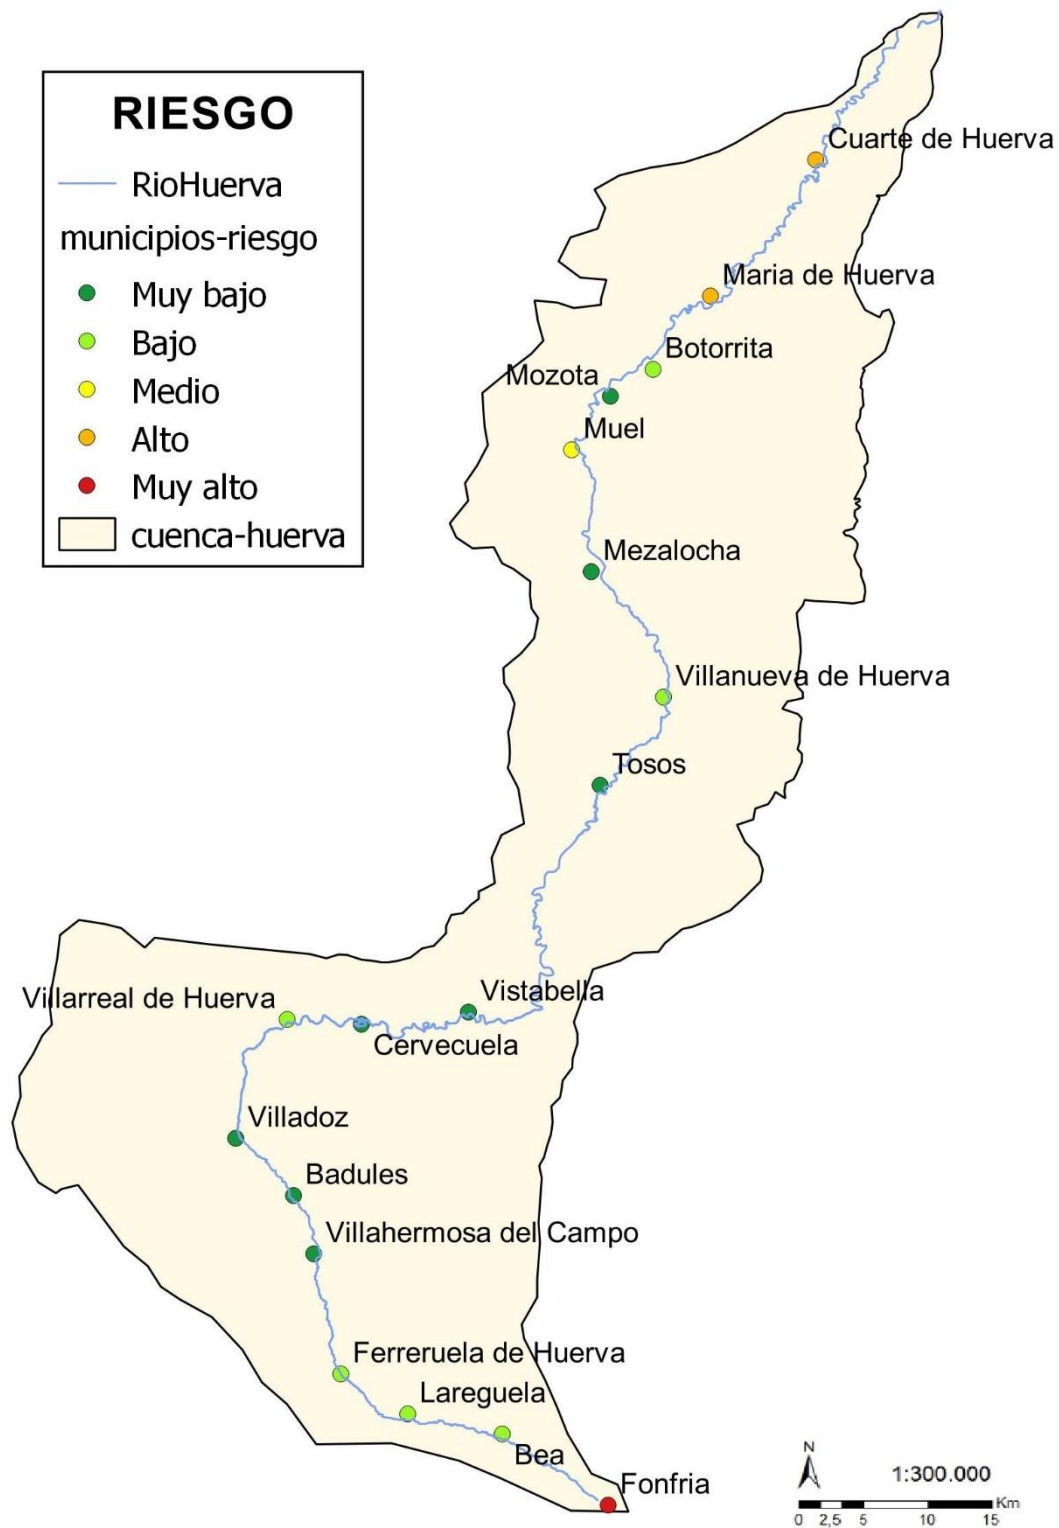 RIESGO
RioHuerva
municipios-riesgo
Muy bajo
Bajo
Medio
Alto
Muy alto
cuenca-huerva
Cuarte de Huerva
Maria de Huerva
Botorrita
Mozota
Muel
Mezalocha
Villanueva de Huerva
Tosos
Vistabella
Villarreal de Huerva
Cervecuela
Villadoz
Badules
Villahermosa del Campo
Ferreruela de Huerva
Lareguela
Bea
Fonfria
N
1:300.000
Km
0 2,5 5 10 15